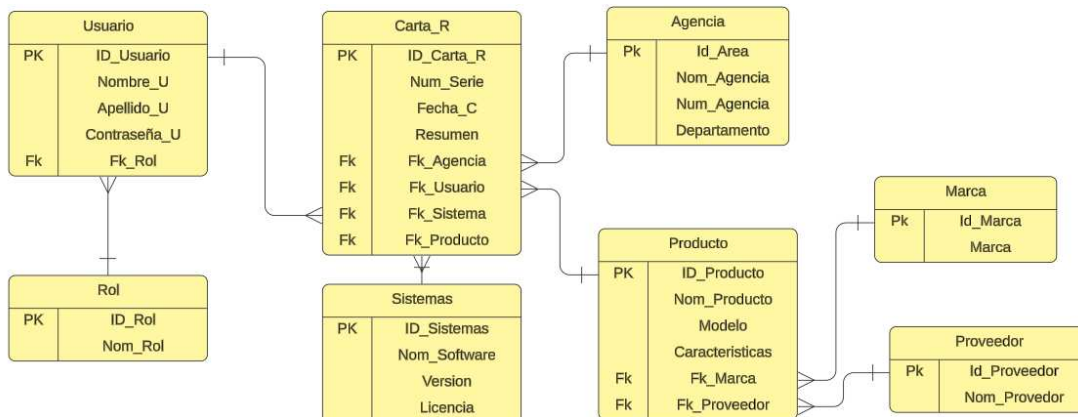 Usuario
PK ID_Usuario
Nombre_U
Apellido_U
Contraseña_U
Fk Fk_Rol
Rol
PK ID_Rol
Nom_Rol
Carta_R
PK ID_Carta_R
Num_Serie
Fecha_C
Resumen
Fk Fk_Agencia
Fk Fk_Usuario
Fk Fk_Sistema
Fk Fk_Producto
Sistemas
PK ID_Sistemas
Nom_Software
Version
Licencia
Agencia
Pk Id_Area
Nom_Agencia
Num_Agencia
Departamento
Producto
PK ID_Producto
Nom_Producto
Modelo
Caracteristicas
Fk Fk_Marca
Fk Fk_Proveedor
Marca
Pk Id_Marca
Marca
Proveedor
Pk Id_Proveedor
Nom_Provedor